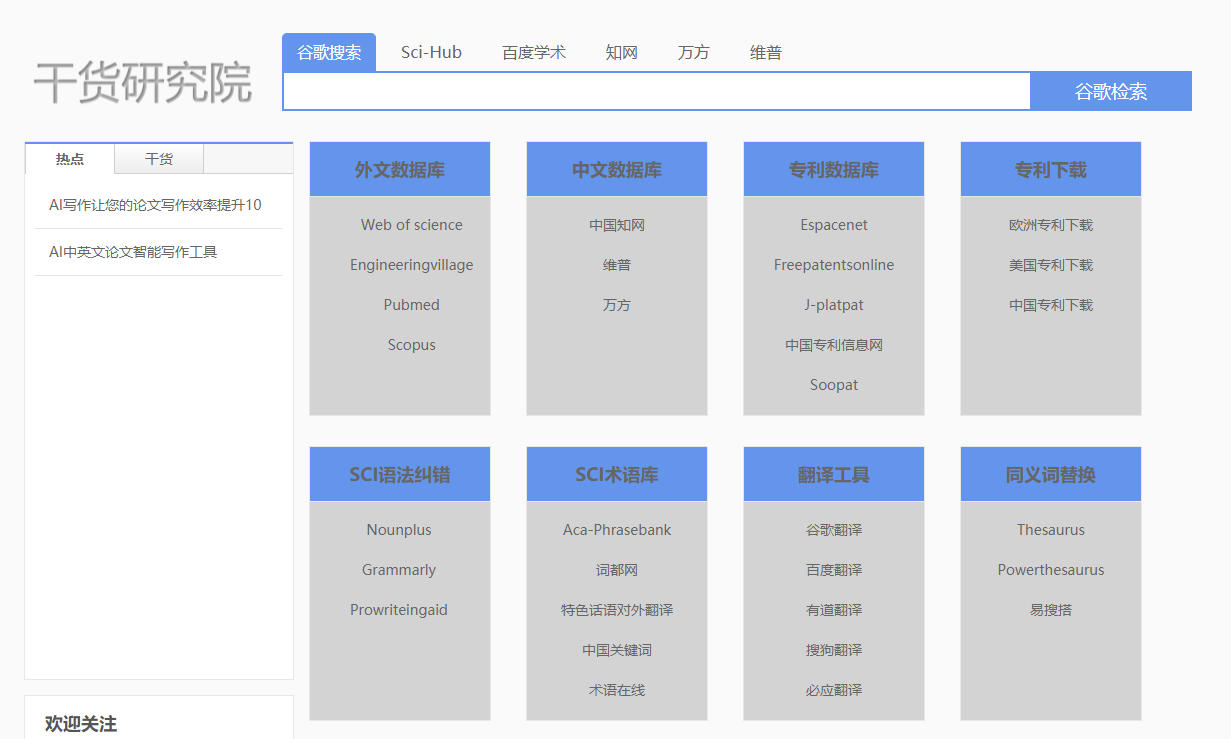 干货研究院
谷歌搜索 Sci-Hub 百度学术 知网 万方 维普
谷歌检索
热点 干货
AI写作让您的论文写作效率提升10
AI中英文论文智能写作工具
外文数据库
Web of science
Engineeringvillage
Pubmed
Scopus
中文数据库
中国知网
维普
万方
专利数据库
Espacenet
Freepatentsonline
J-platpat
中国专利信息网
Soopat
专利下载
欧洲专利下载
美国专利下载
中国专利下载
SCI语法纠错
Nounplus
Grammarly
Prowriteingaid
SCI术语库
Aca-Phrasebank
词都网
特色话语对外翻译
中国关键词
术语在线
翻译工具
谷歌翻译
百度翻译
有道翻译
搜狗翻译
必应翻译
同义词替换
Thesaurus
Powerthesaurus
易搜搭
欢迎关注